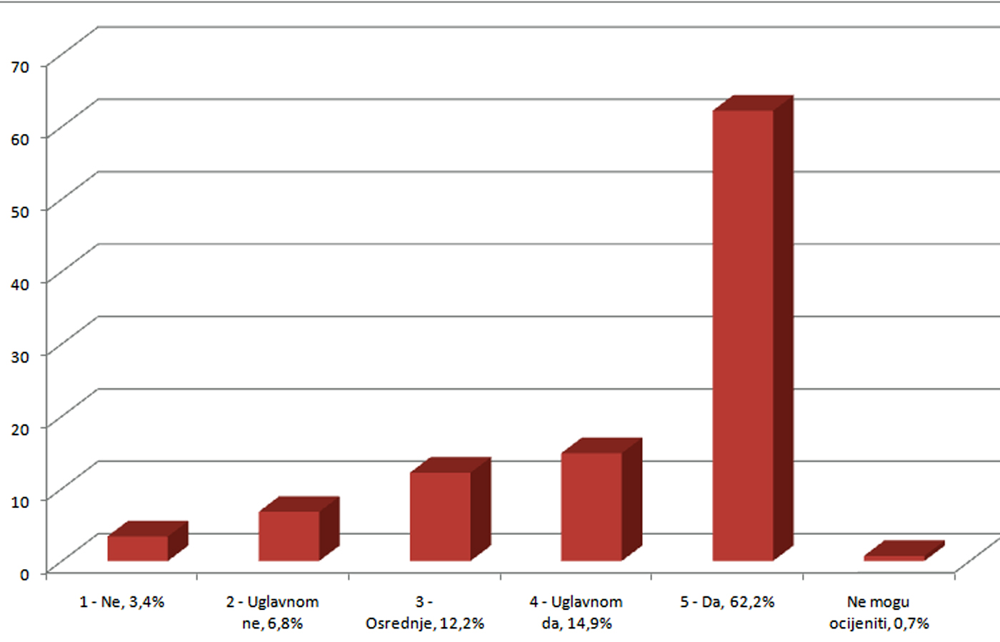 70
60
50
40
30
20
10
0
1 - Ne, 3,4%
2 - Uglavnom
ne, 6,8%
3 -
Osrednje, 12,2%
4 - Uglavnom
da, 14,9%
5 - Da, 62,2%
Ne mogu
ocijeniti, 0,7%